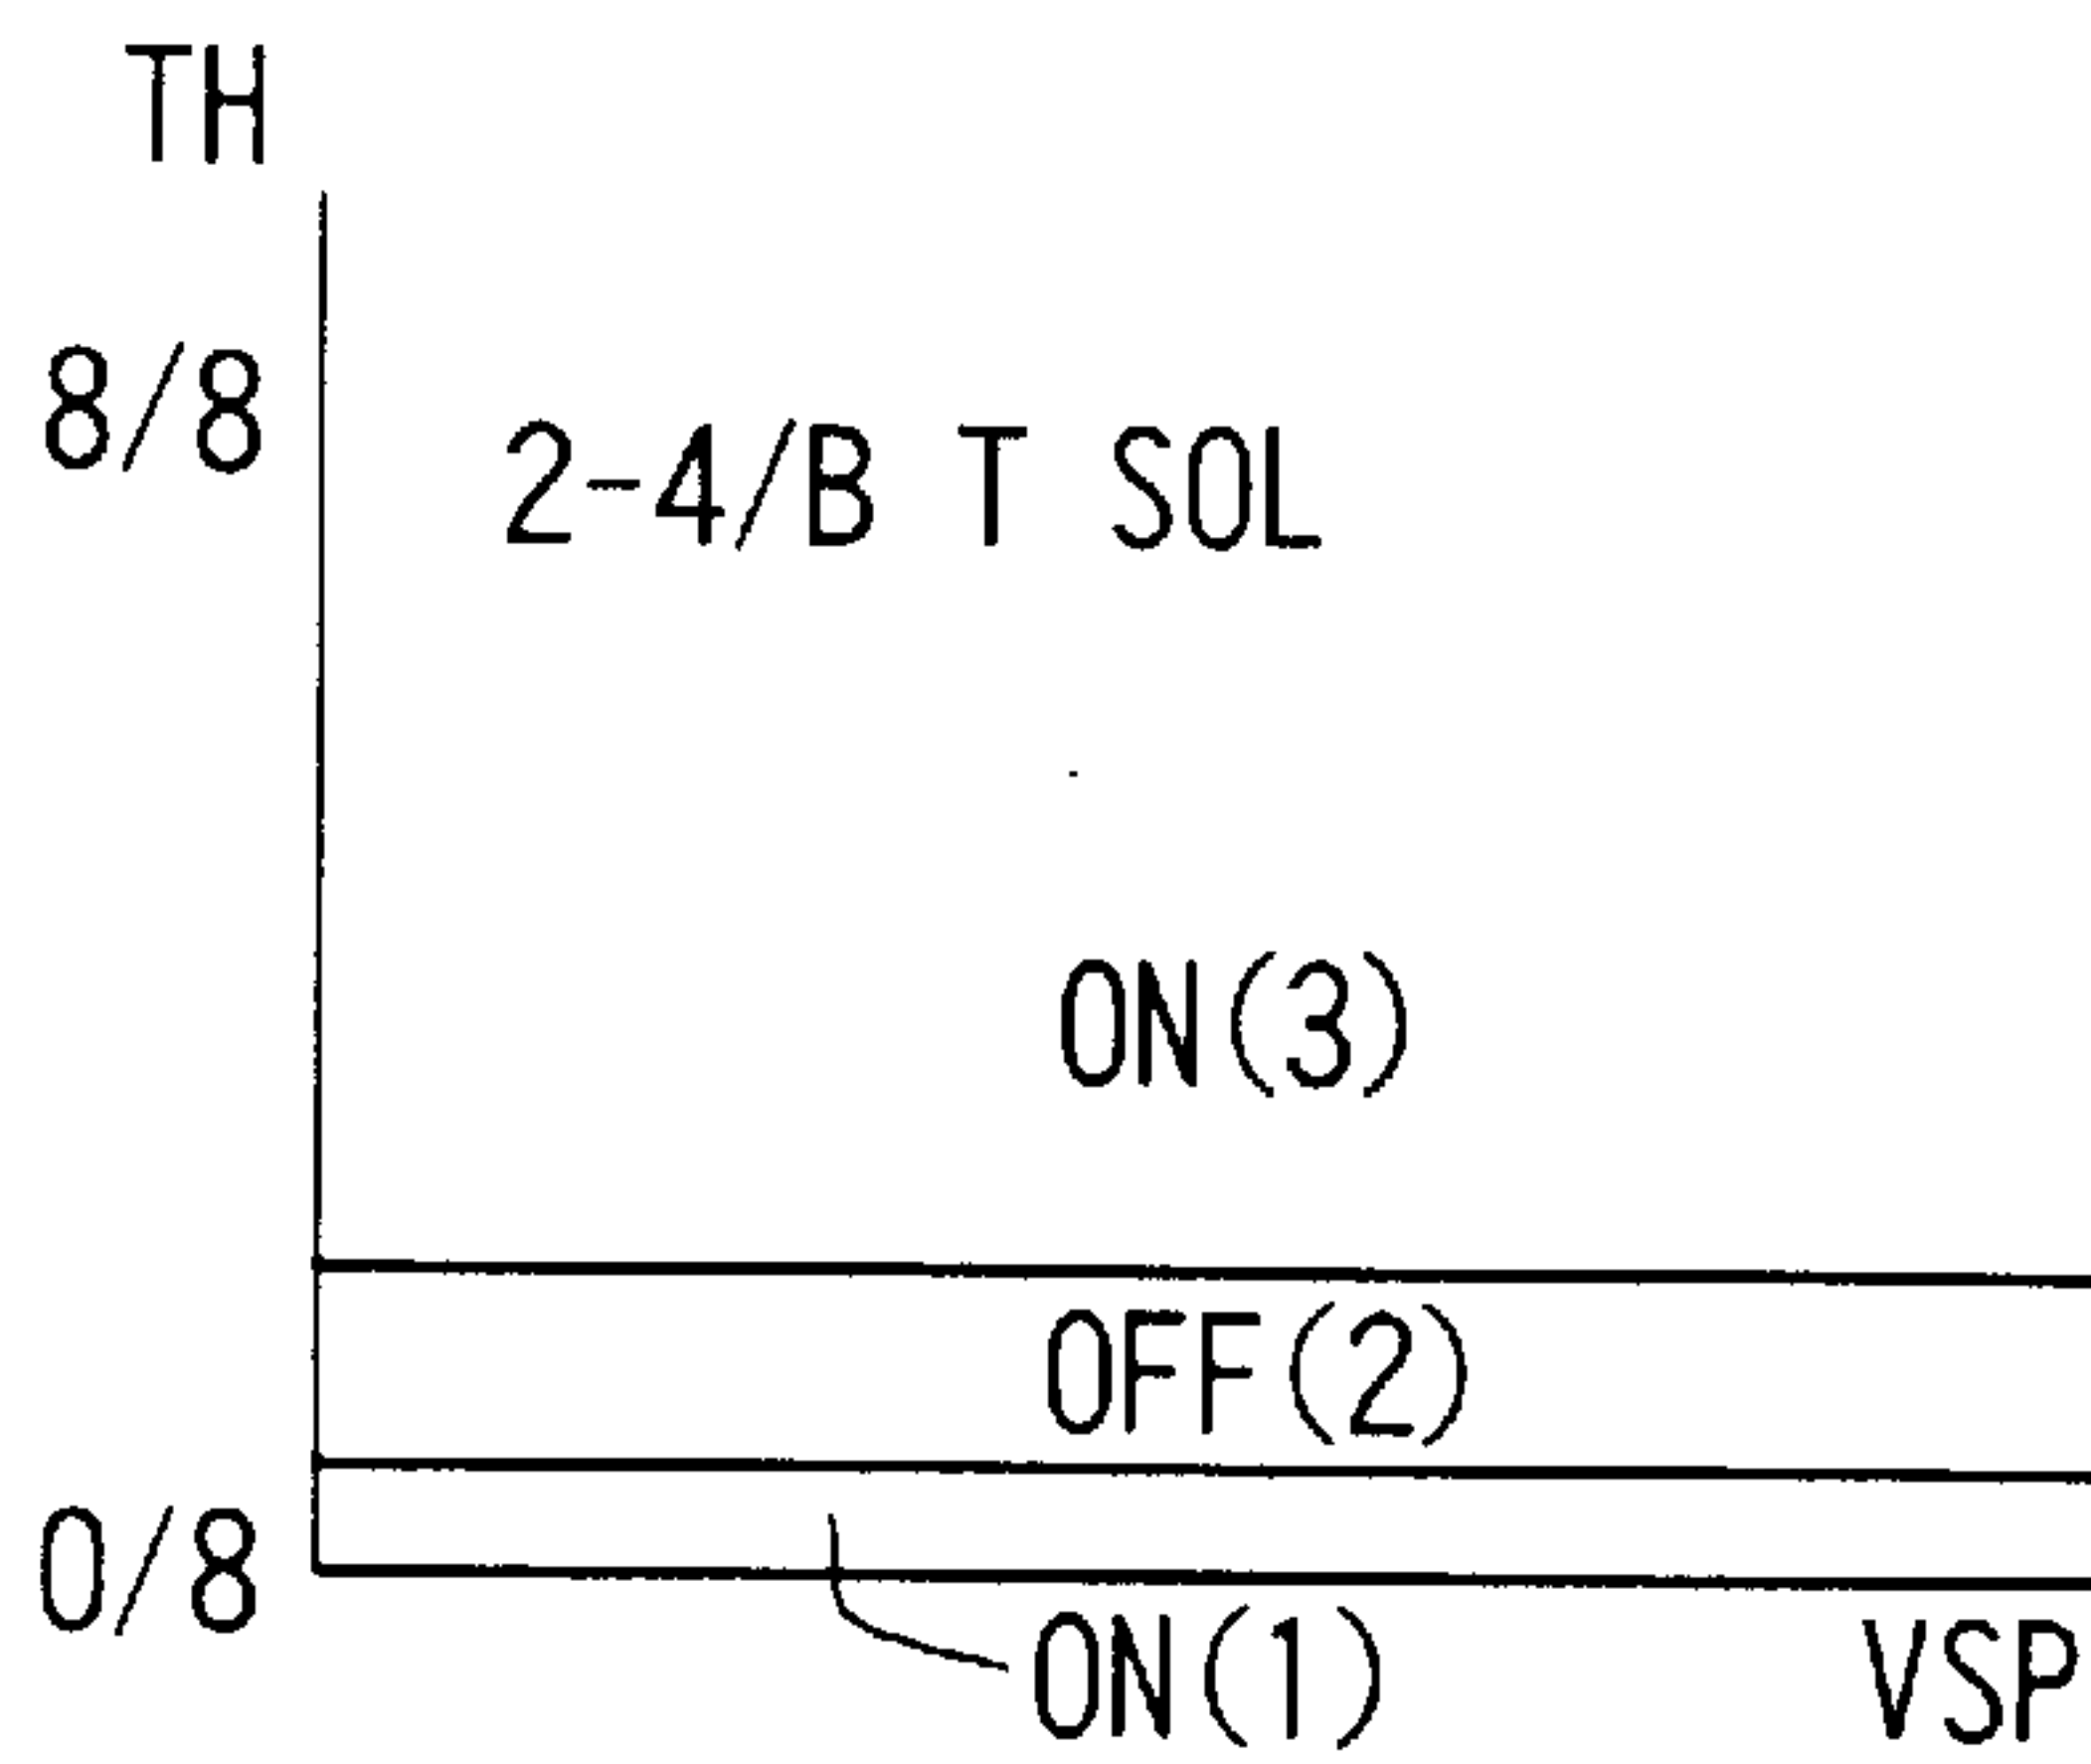 TH
8/8
2-4/B T SOL
ON(3)
OFF(2)
0/8
ON(1)
VSP